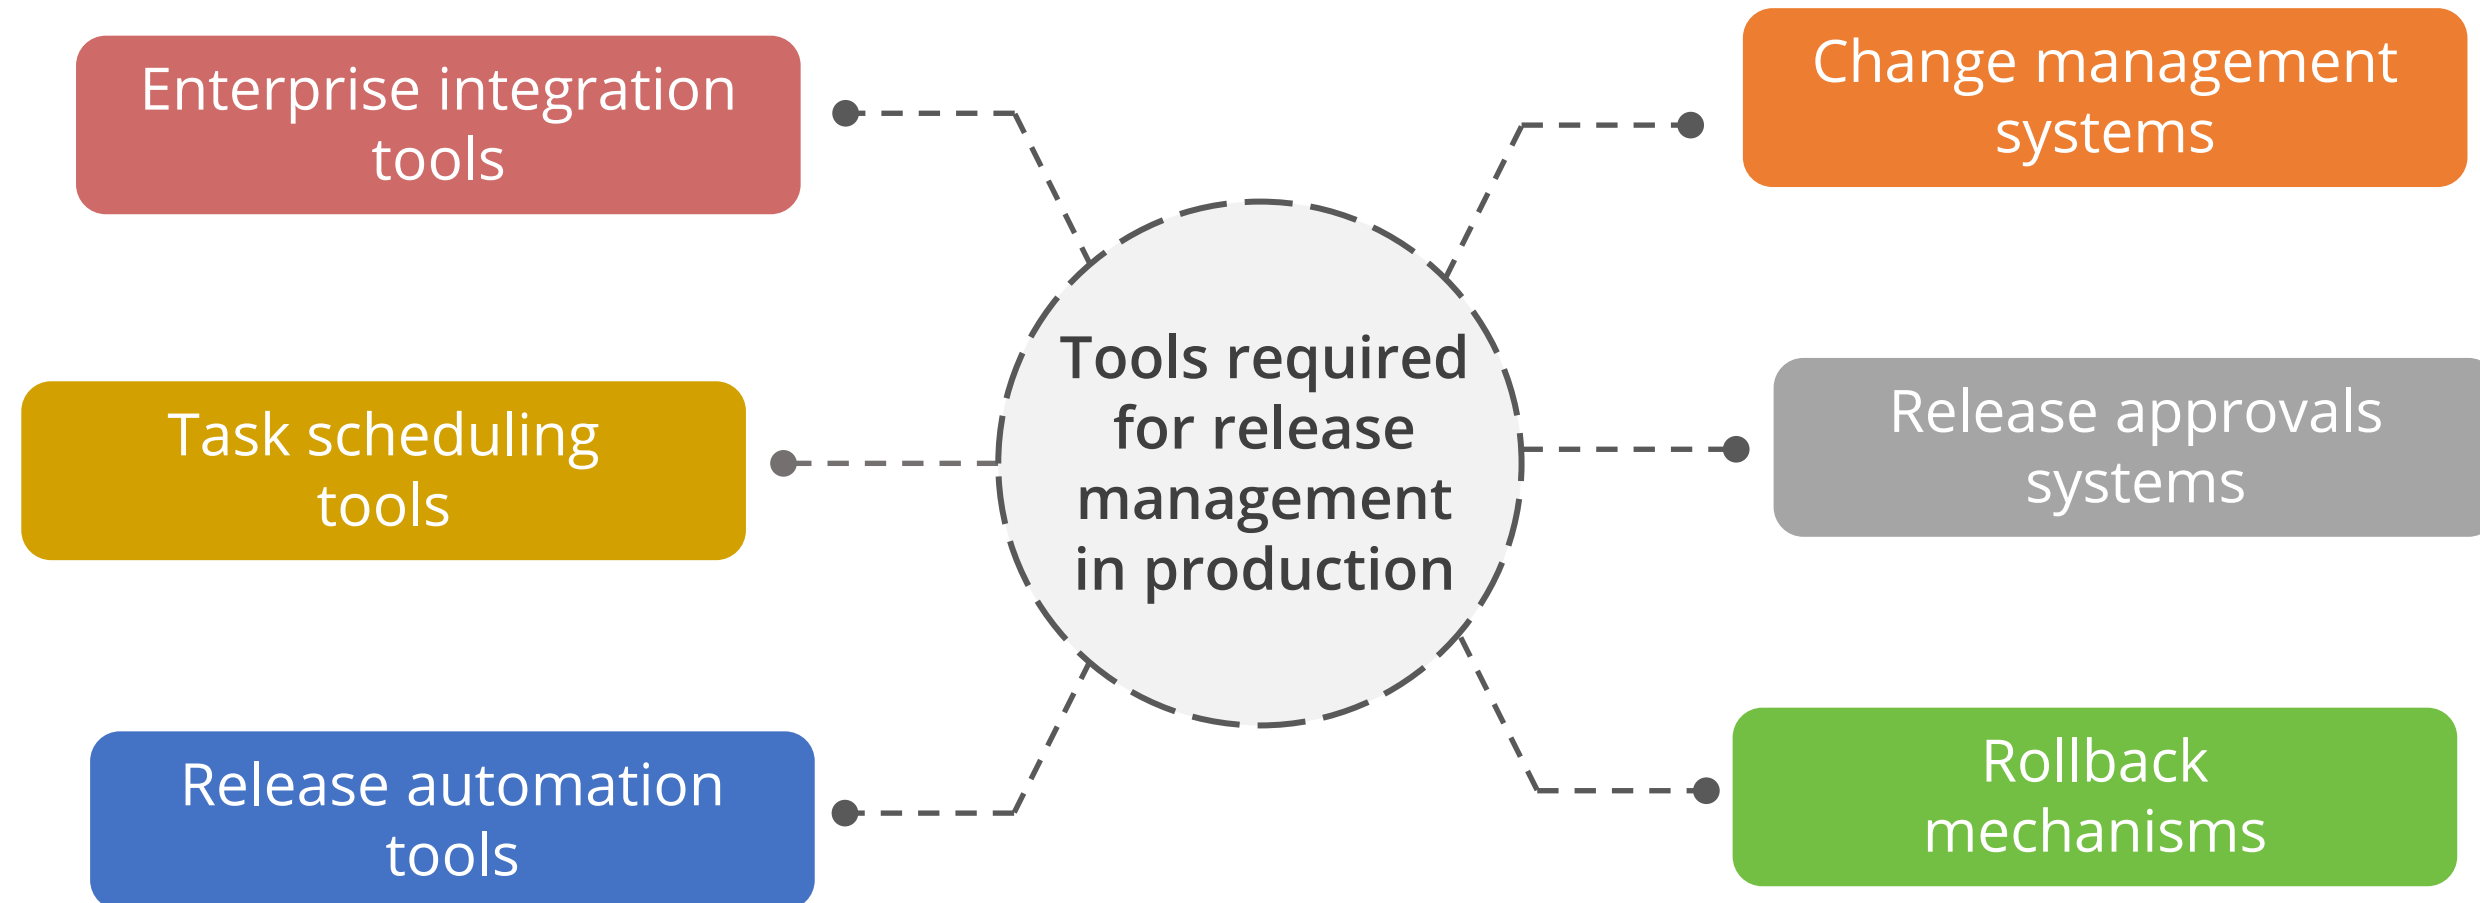 Enterprise integration
tools
Task scheduling
tools
Release automation
tools
Tools required
for release
management
in production
Change management
systems
Release approvals
systems
Rollback
mechanisms